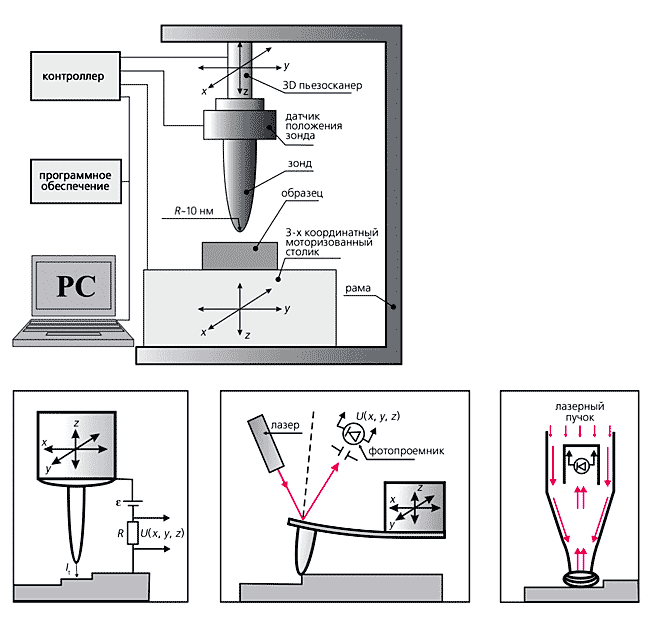 контроллер
программное
обеспечение
PC
y
x
z
3D пьезосканер
датчик
положения
зонда
зонд
образец
R~10 нм
3-х координатный
моторизованный
столик
рама
y
x
z
z
x
y
ε
R
U(x, y, z)
It
лазер
U(x, y, z)
фотопроемник
z
x
y
лазерный
пучок